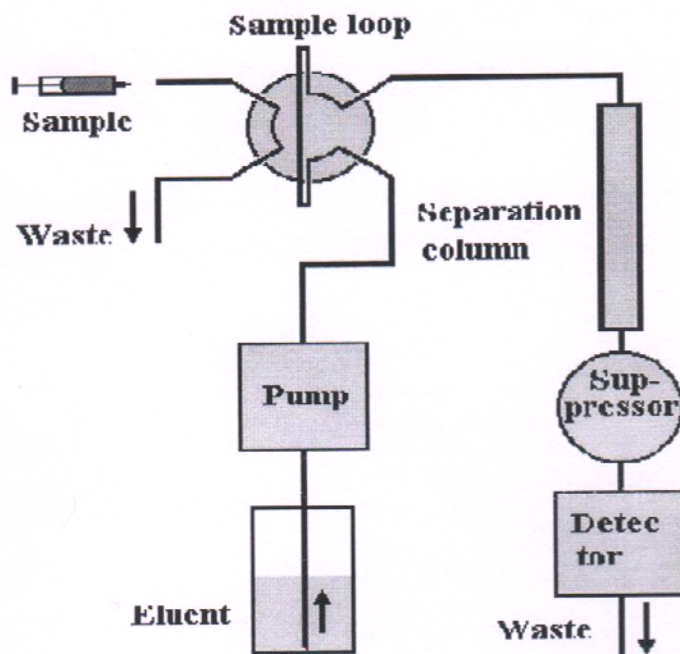 Sample loop
Sample
Waste
Separation
column
Pump
Sup-
pressor
Detec
tor
Eluent
Waste